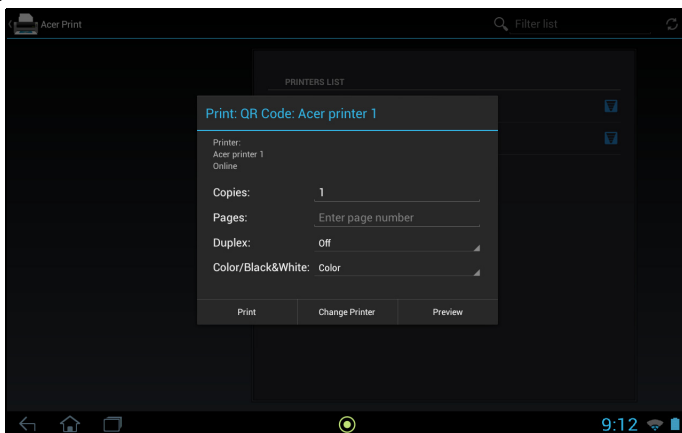 Acer Print
Filter list
PRINTERS LIST
Print: QR Code: Acer printer 1
Printer:
Acer printer 1
Online
Copies: 1
Pages: Enter page number
Duplex: Off
Color/Black&White: Color
Print Change Printer Preview
9:12